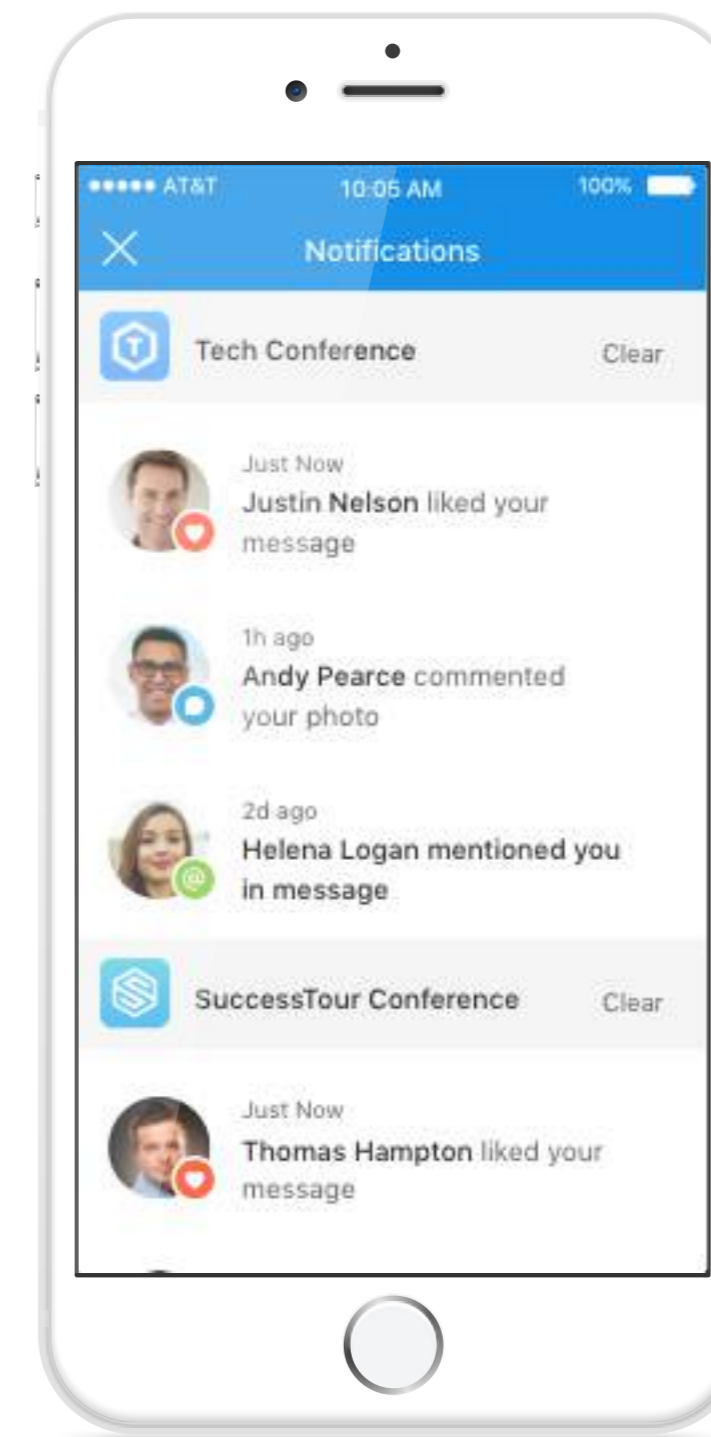 AT&T 10:05 AM 100%
Notifications
Tech Conference Clear
Just Now
Justin Nelson liked your
message
1h ago
Andy Pearce commented
your photo
2d ago
Helena Logan mentioned you
in message
SuccessTour Conference Clear
Just Now
Thomas Hampton liked your
message